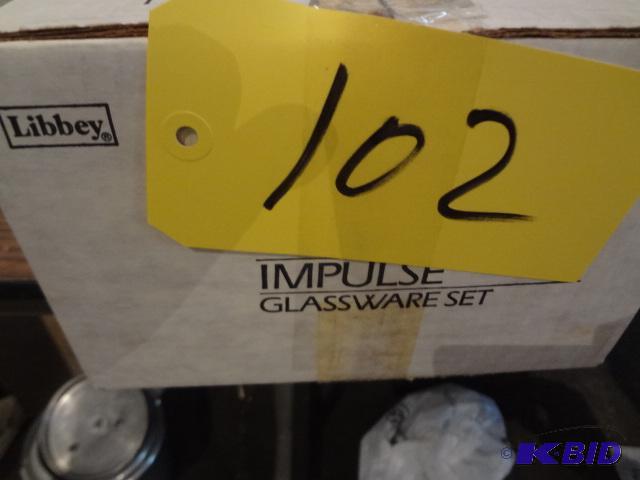 Libbey®
102
IMPULSE
GLASSWARE SET
K-BID